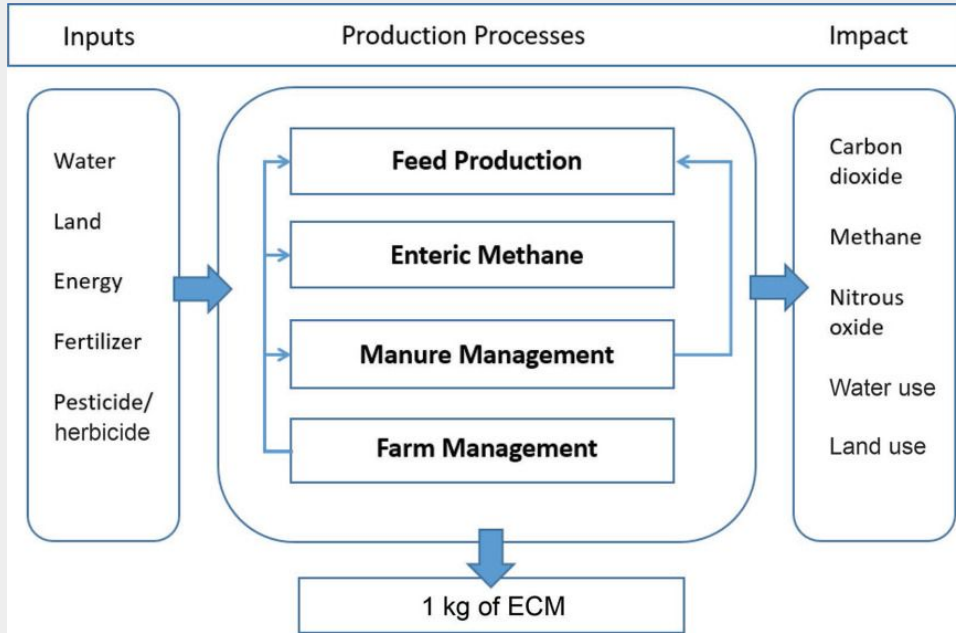 Inputs
Production Processes
Impact
Water
Land
Energy
Fertilizer
Pesticide/
herbicide
Feed Production
Enteric Methane
Manure Management
Farm Management
Carbon
dioxide
Methane
Nitrous
oxide
Water use
Land use
1 kg of ECM